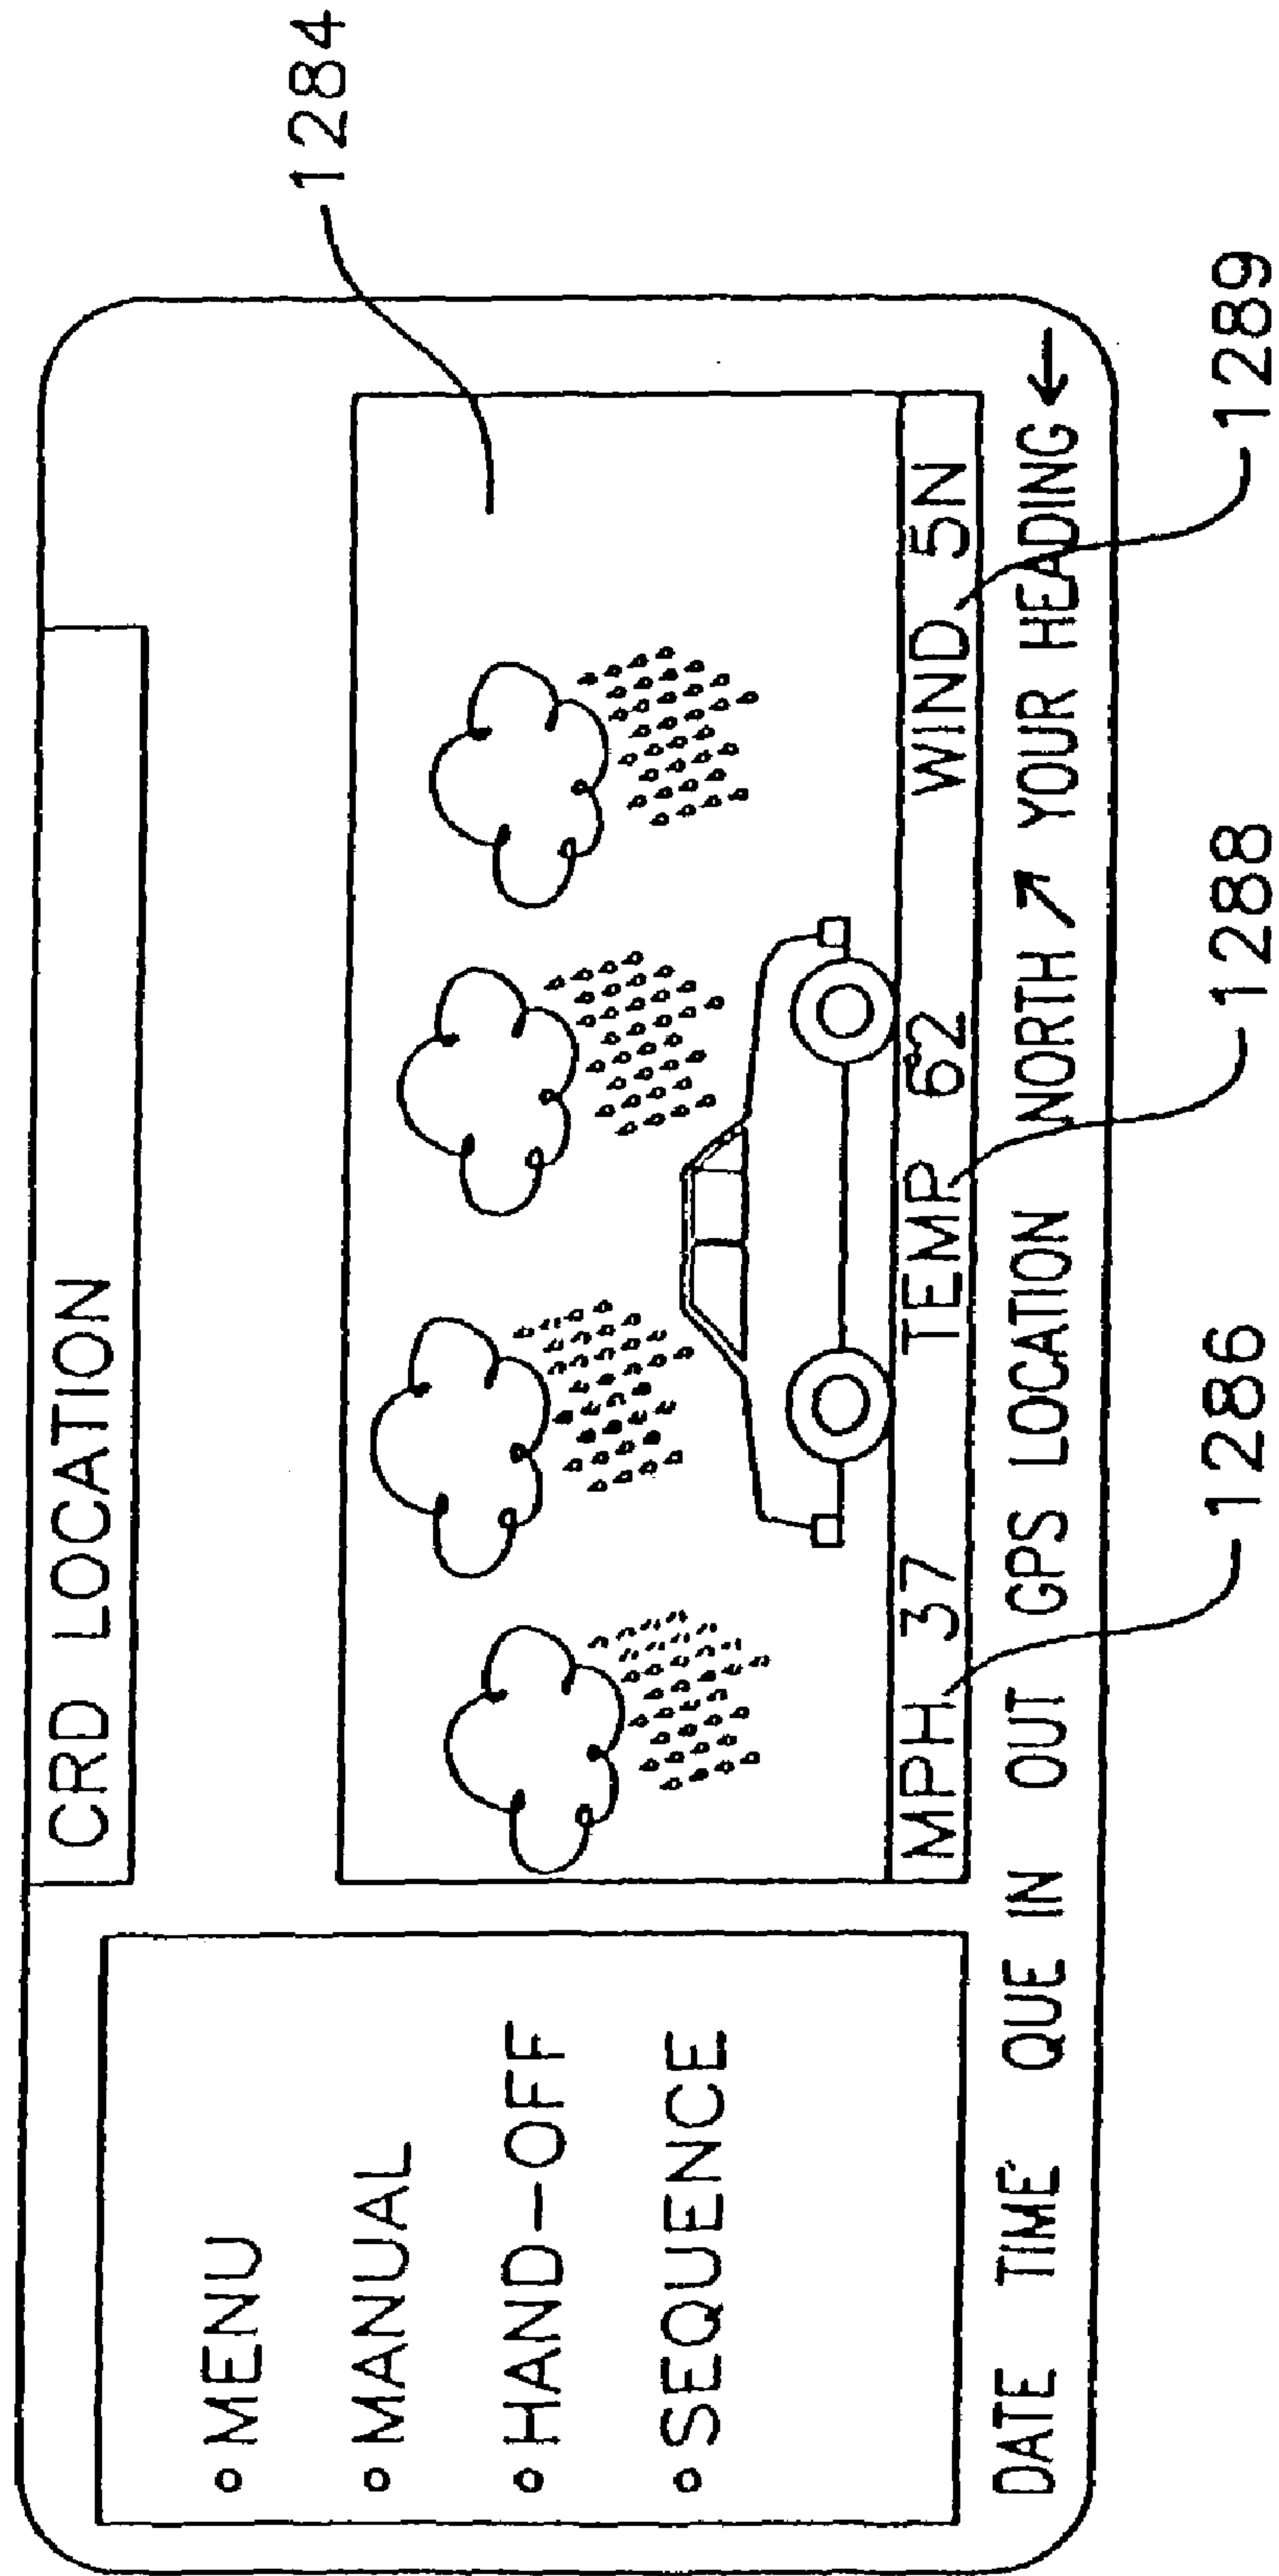 CRD LOCATION
1284
• MENU
• MANUAL
• HAND-OFF
• SEQUENCE
MPH 37 TEMP 62 WIND 5N
DATE TIME QUE IN OUT GPS LOCATION NORTH ↗ YOUR HEADING ←
1286 1288 1289